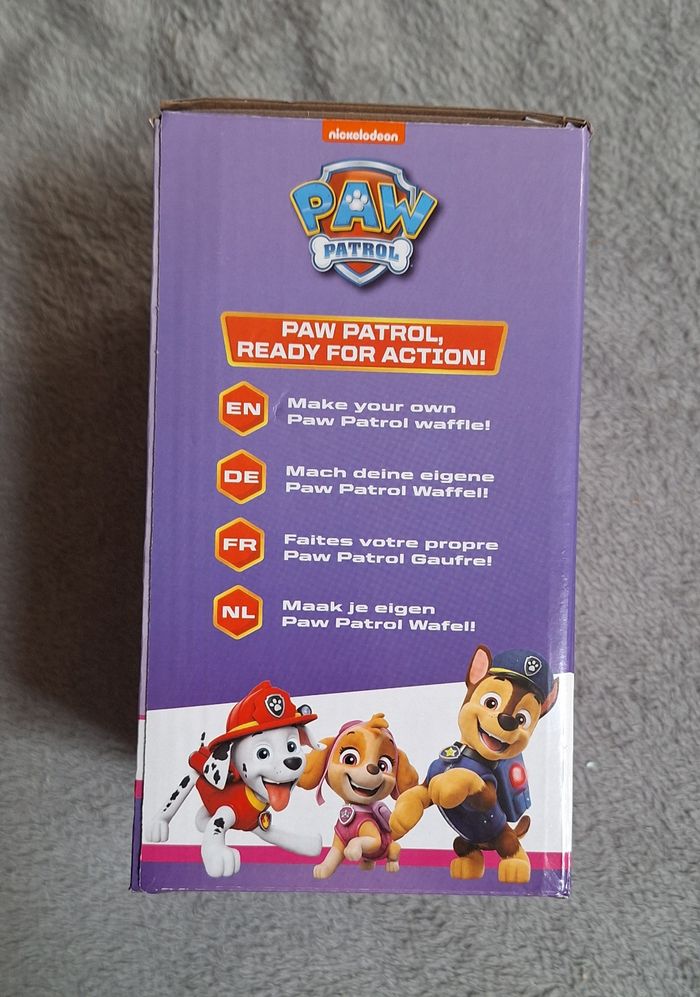 nickelodeon
PAW
PATROL
PAW PATROL,
READY FOR ACTION!
EN
Make your own
Paw Patrol waffle!
DE
Mach deine eigene
Paw Patrol Waffel!
FR
Faites votre propre
Paw Patrol Gaufre!
NL
Maak je eigen
Paw Patrol Wafel!